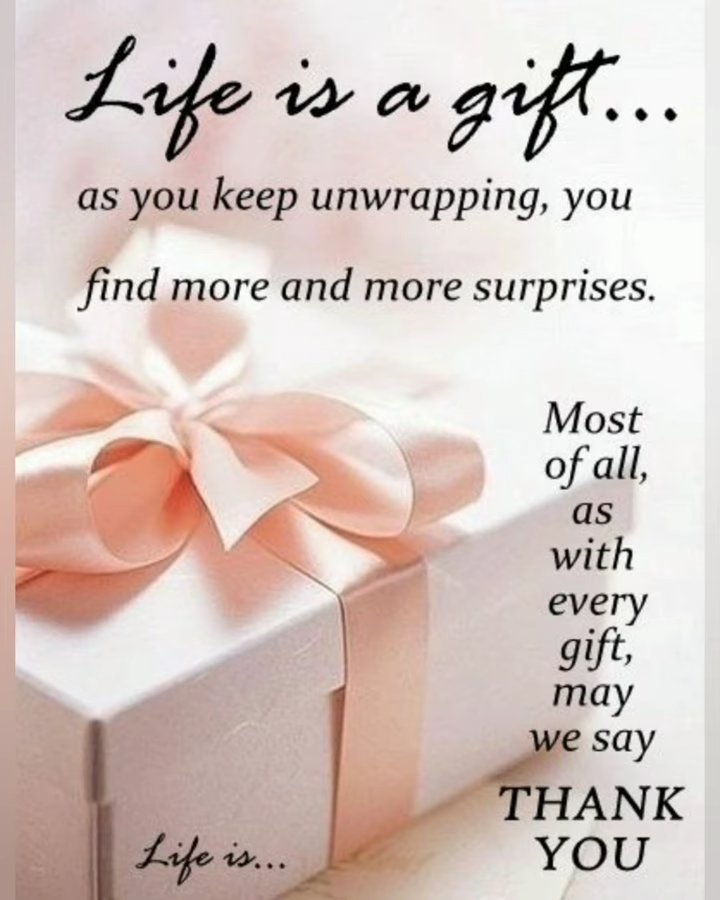 Life is a gift...
as you keep unwrapping, you
find more and more surprises.
Most
of all,
as
with
every
gift,
may
we say
THANK
YOU
Life is...